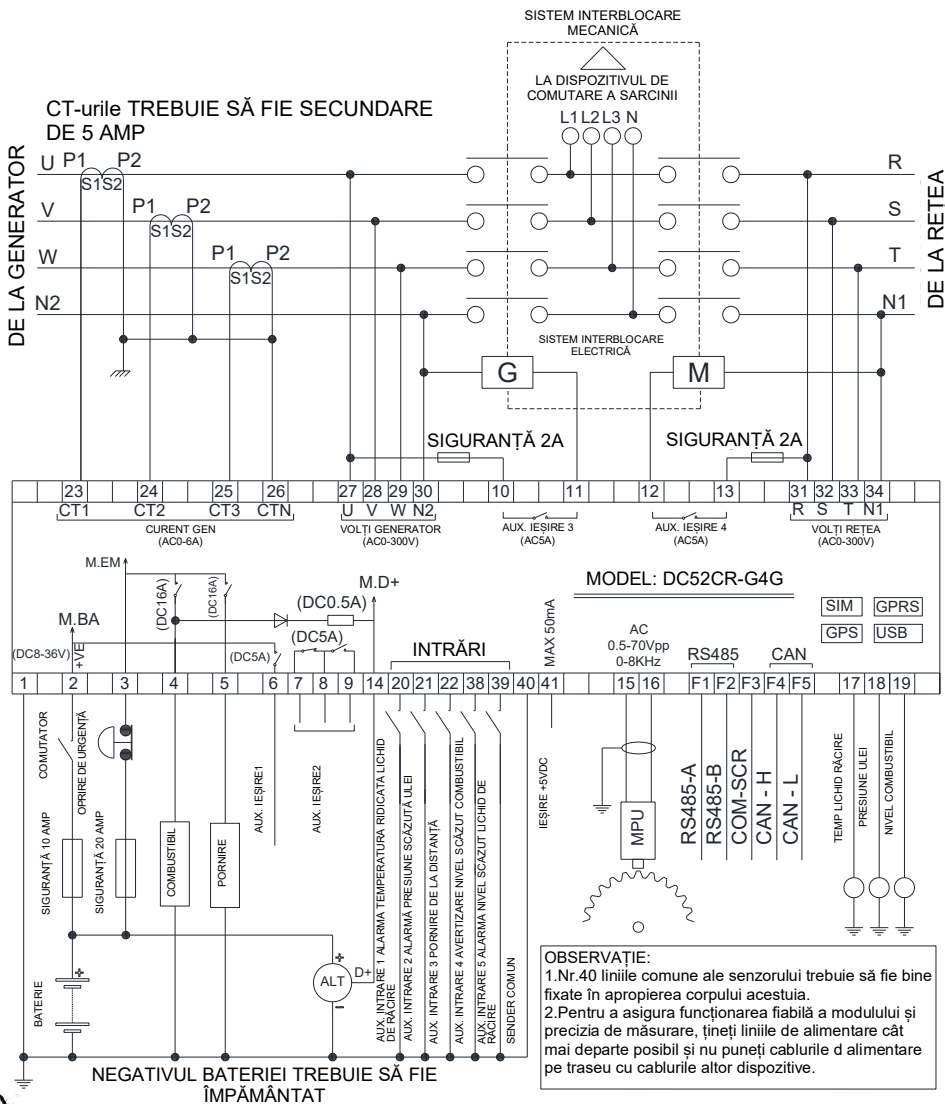 SISTEM INTERBLOCARE
MECANICĂ
LA DISPOZITIVUL DE
COMUTARE A SARCINII
L1 L2 L3 N
CT-urile TREBUIE SĂ FIE SECUNDARE
DE 5 AMP
DE LA GENERATOR
DE LA REȚEA
U P1 P2
S1S2
R
V P1 P2
S1S2
S
W P1 P2
S1S2
T
N2
N1
SISTEM INTERBLOCARE
ELECTRICĂ
G
M
SIGURANȚĂ 2A
SIGURANȚĂ 2A
23 24 25 26 27 28 29 30 10 11 12 13 31 32 33 34
CT1 CT2 CT3 CTN U V W N2 R S T N1
CURENT GEN
(AC0-6A)
VOLȚI GENERATOR
(AC0-300V)
AUX. IEȘIRE 3
(AC5A)
AUX. IEȘIRE 4
(AC5A)
VOLȚI REȚEA
(AC0-300V)
M.EM
M.BA
(DC8-36V)
+VE
(DC16A)
(DC16A)
(DC5A)
(DC0.5A)
(DC5A)
M.D+
MODEL: DC52CR-G4G
SIM GPRS
GPS USB
INTRĂRI
MAX 50mA
AC
0.5-70Vpp
0-8KHz
RS485
CAN
1 2 3 4 5 6 7 8 9 14 20 21 22 38 39 40 41 15 16 F1 F2 F3 F4 F5 17 18 19
COMUTATOR
OPRIRE DE URGENȚĂ
SIGURANȚĂ 10 AMP
SIGURANȚĂ 20 AMP
COMBUSTIBIL
PORNIRE
AUX. IEȘIRE1
AUX. IEȘIRE2
BATERIE
+
ALT
D+
+
–
AUX. INTRARE 1 ALARMA TEMPERATURA RIDICATA LICHID
DE RĂCIRE
AUX. INTRARE 2 ALARMĂ PRESIUNE SCĂZUTĂ ULEI
AUX. INTRARE 3 PORNIRE DE LA DISTANȚĂ
AUX. INTRARE 4 AVERTIZARE NIVEL SCĂZUT COMBUSTIBIL
AUX. INTRARE 5 ALARMA NIVEL SCAZUT LICHID DE
RĂCIRE
SENDER COMUN
IEȘIRE +5VDC
MPU
RS485-A
RS485-B
COM-SCR
CAN - H
CAN - L
TEMP LICHID RĂCIRE
PRESIUNE ULEI
NIVEL COMBUSTIBIL
NEGATIVUL BATERIEI TREBUIE SĂ FIE
ÎMPĂMÂNTAT
OBSERVAȚIE:
1.Nr.40 liniile comune ale senzorului trebuie să fie bine
fixate în apropierea corpului acestuia.
2.Pentru a asigura funcționarea fiabilă a modulului și
precizia de măsurare, țineți liniile de alimentare cât
mai departe posibil și nu puneți cablurile d alimentare
pe traseu cu cablurile altor dispozitive.